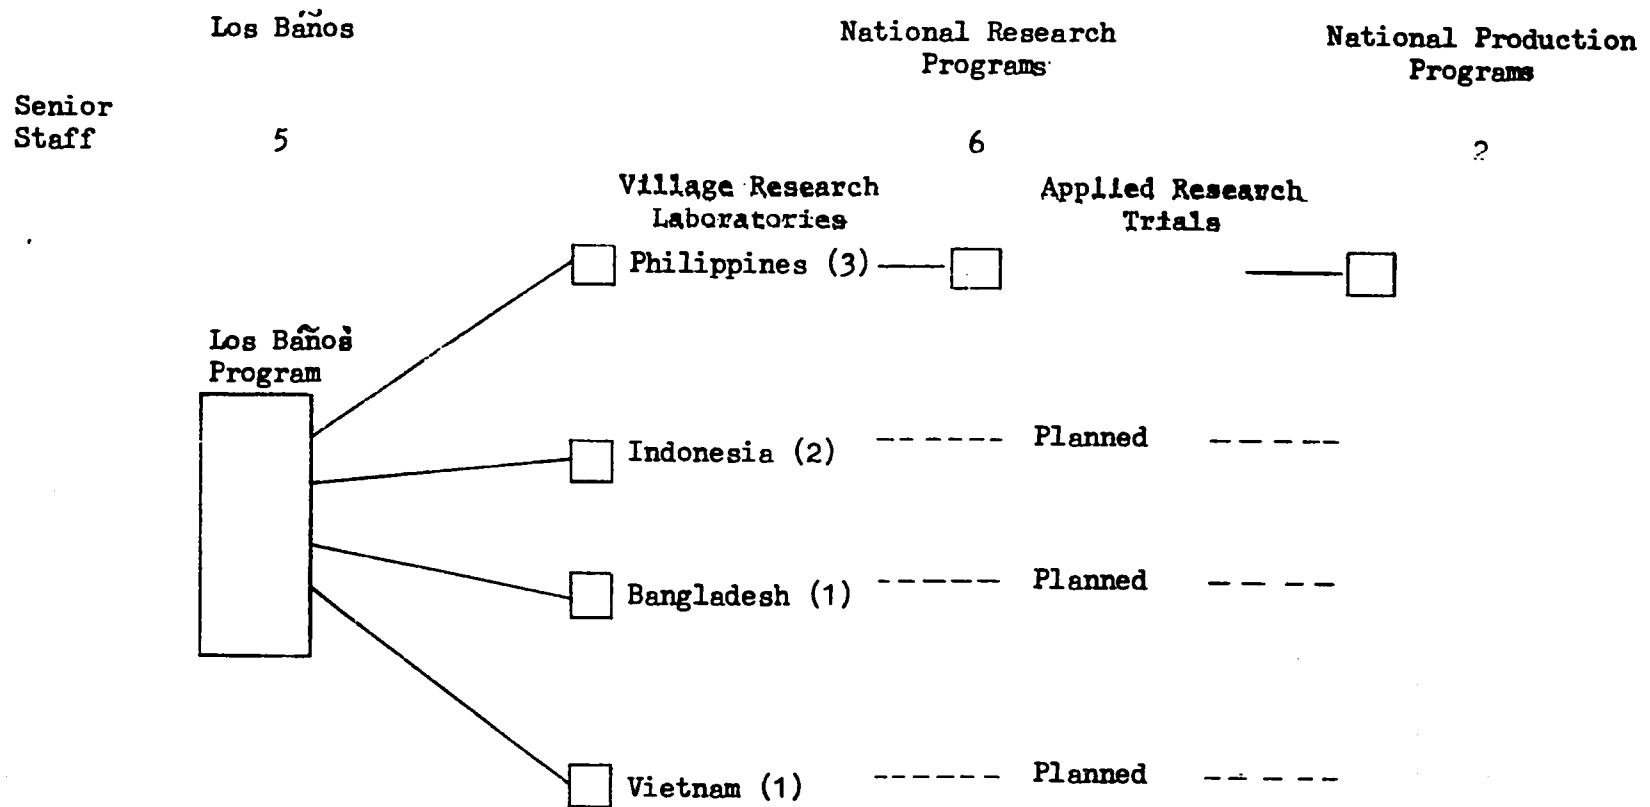 Los Baños
National Research
Programs
National Production
Programs
Senior
Staff
5
6
?
Village Research
Laboratories
Applied Research
Trials
Philippines (3)
Los Baños
Program
Indonesia (2)
Planned
Bangladesh (1)
Planned
Vietnam (1)
Planned